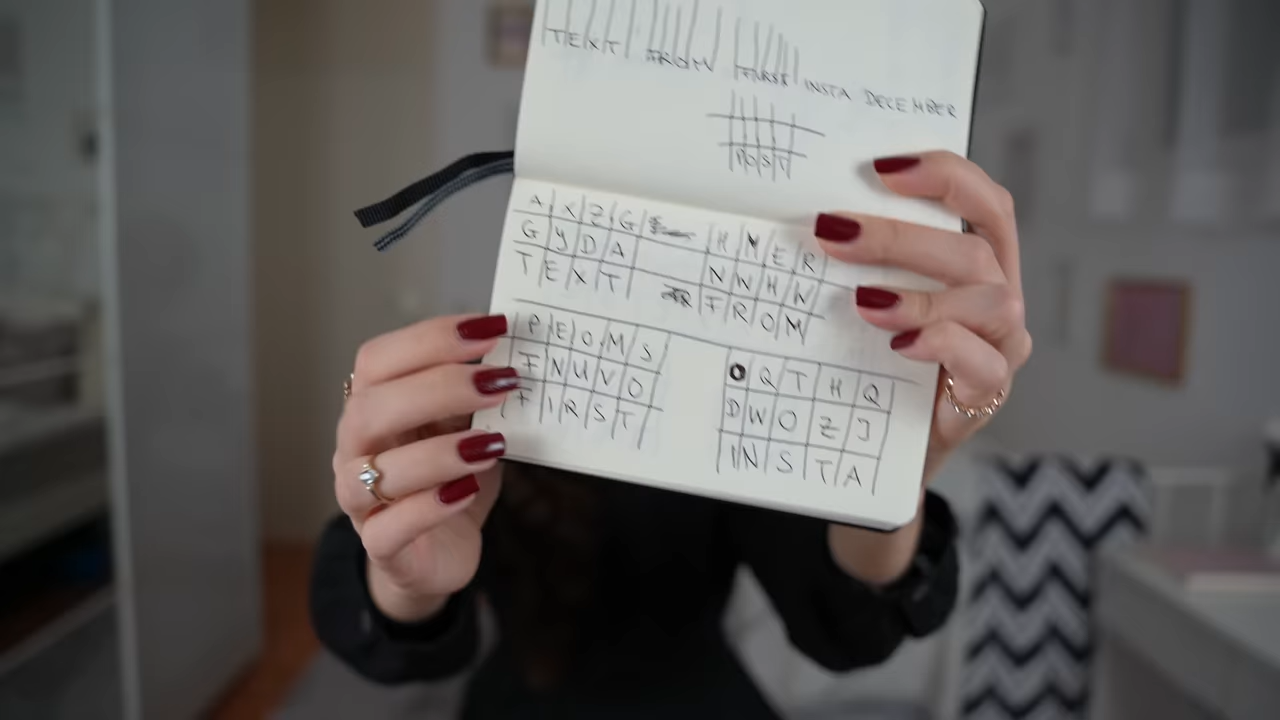 TEXT FROM FIRST INSTA DECEMBER
POST
A X Z G H M E R
G Y D A N N H W
T E X T F R O M
P E O M S
F N U V O
F I R S T
O Q T H Q
D W O Z J
I N S T A